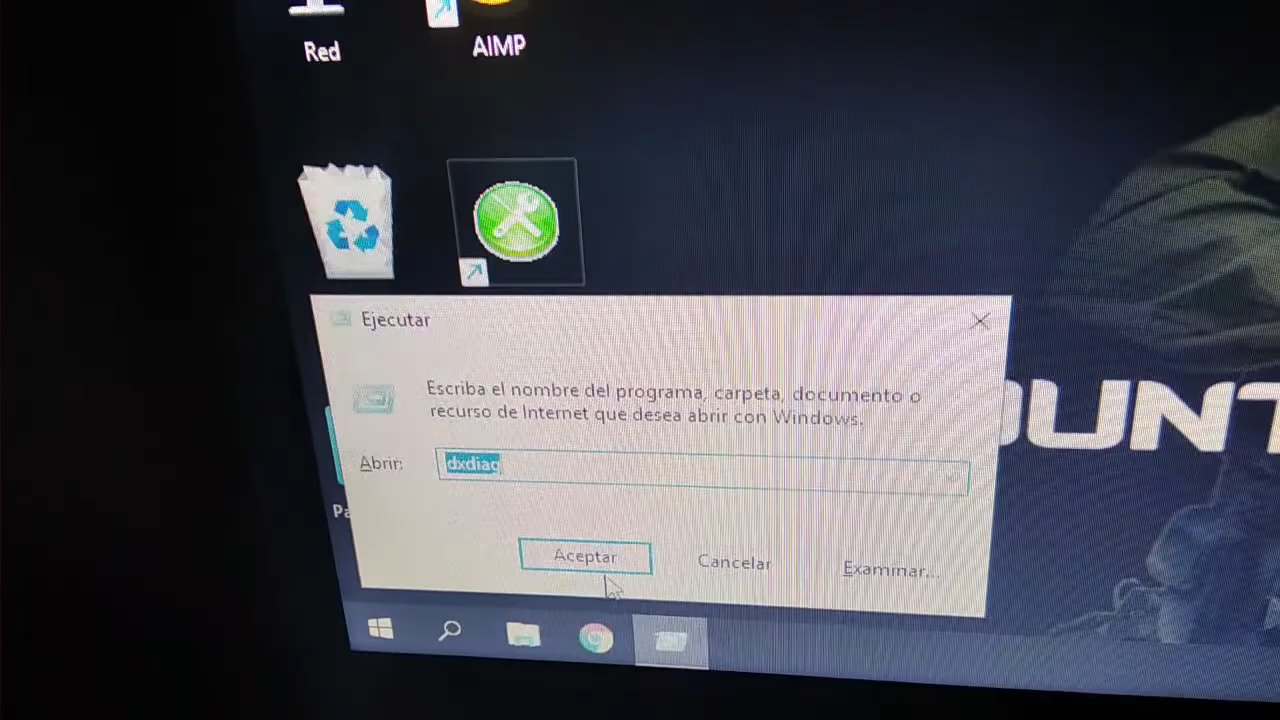 Red
AIMP
Ejecutar
Escriba el nombre del programa, carpeta, documento o
recurso de Internet que desea abrir con Windows.
Abrir:
dxdiag
Aceptar
Cancelar
Examinar...
Pa
OUNT